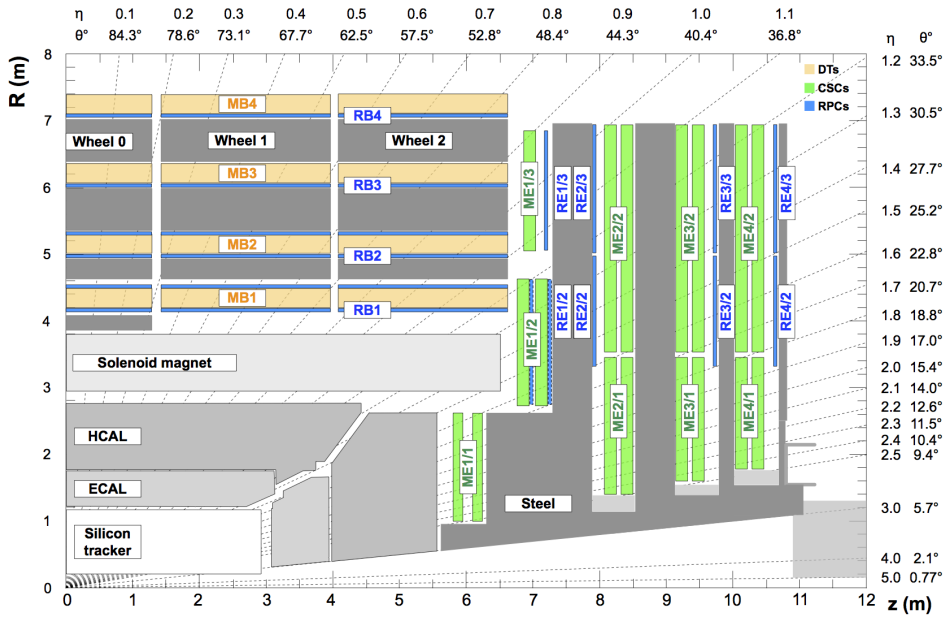 η 0.1 0.2 0.3 0.4 0.5 0.6 0.7 0.8 0.9 1.0 1.1 η θ°
θ° 84.3° 78.6° 73.1° 67.7° 62.5° 57.5° 52.8° 48.4° 44.3° 40.4° 36.8°
1.2 33.5°
R (m)
8
7
6
5
4
3
2
1
0
DTs
CSCs
RPCs
MB4
RB4
Wheel 0
Wheel 1
Wheel 2
MB3
RB3
MB2
RB2
MB1
RB1
Solenoid magnet
HCAL
ECAL
Silicon
tracker
Steel
ME1/3
RE1/3
RE2/3
ME2/2
ME3/2
RE3/3
ME4/2
RE4/3
ME1/2
RE1/2
RE2/2
RE3/2
RE4/2
ME1/1
ME2/1
ME3/1
ME4/1
1.3 30.5°
1.4 27.7°
1.5 25.2°
1.6 22.8°
1.7 20.7°
1.8 18.8°
1.9 17.0°
2.0 15.4°
2.1 14.0°
2.2 12.6°
2.3 11.5°
2.4 10.4°
2.5 9.4°
3.0 5.7°
4.0 2.1°
5.0 0.77°
0 1 2 3 4 5 6 7 8 9 10 11 12
z (m)